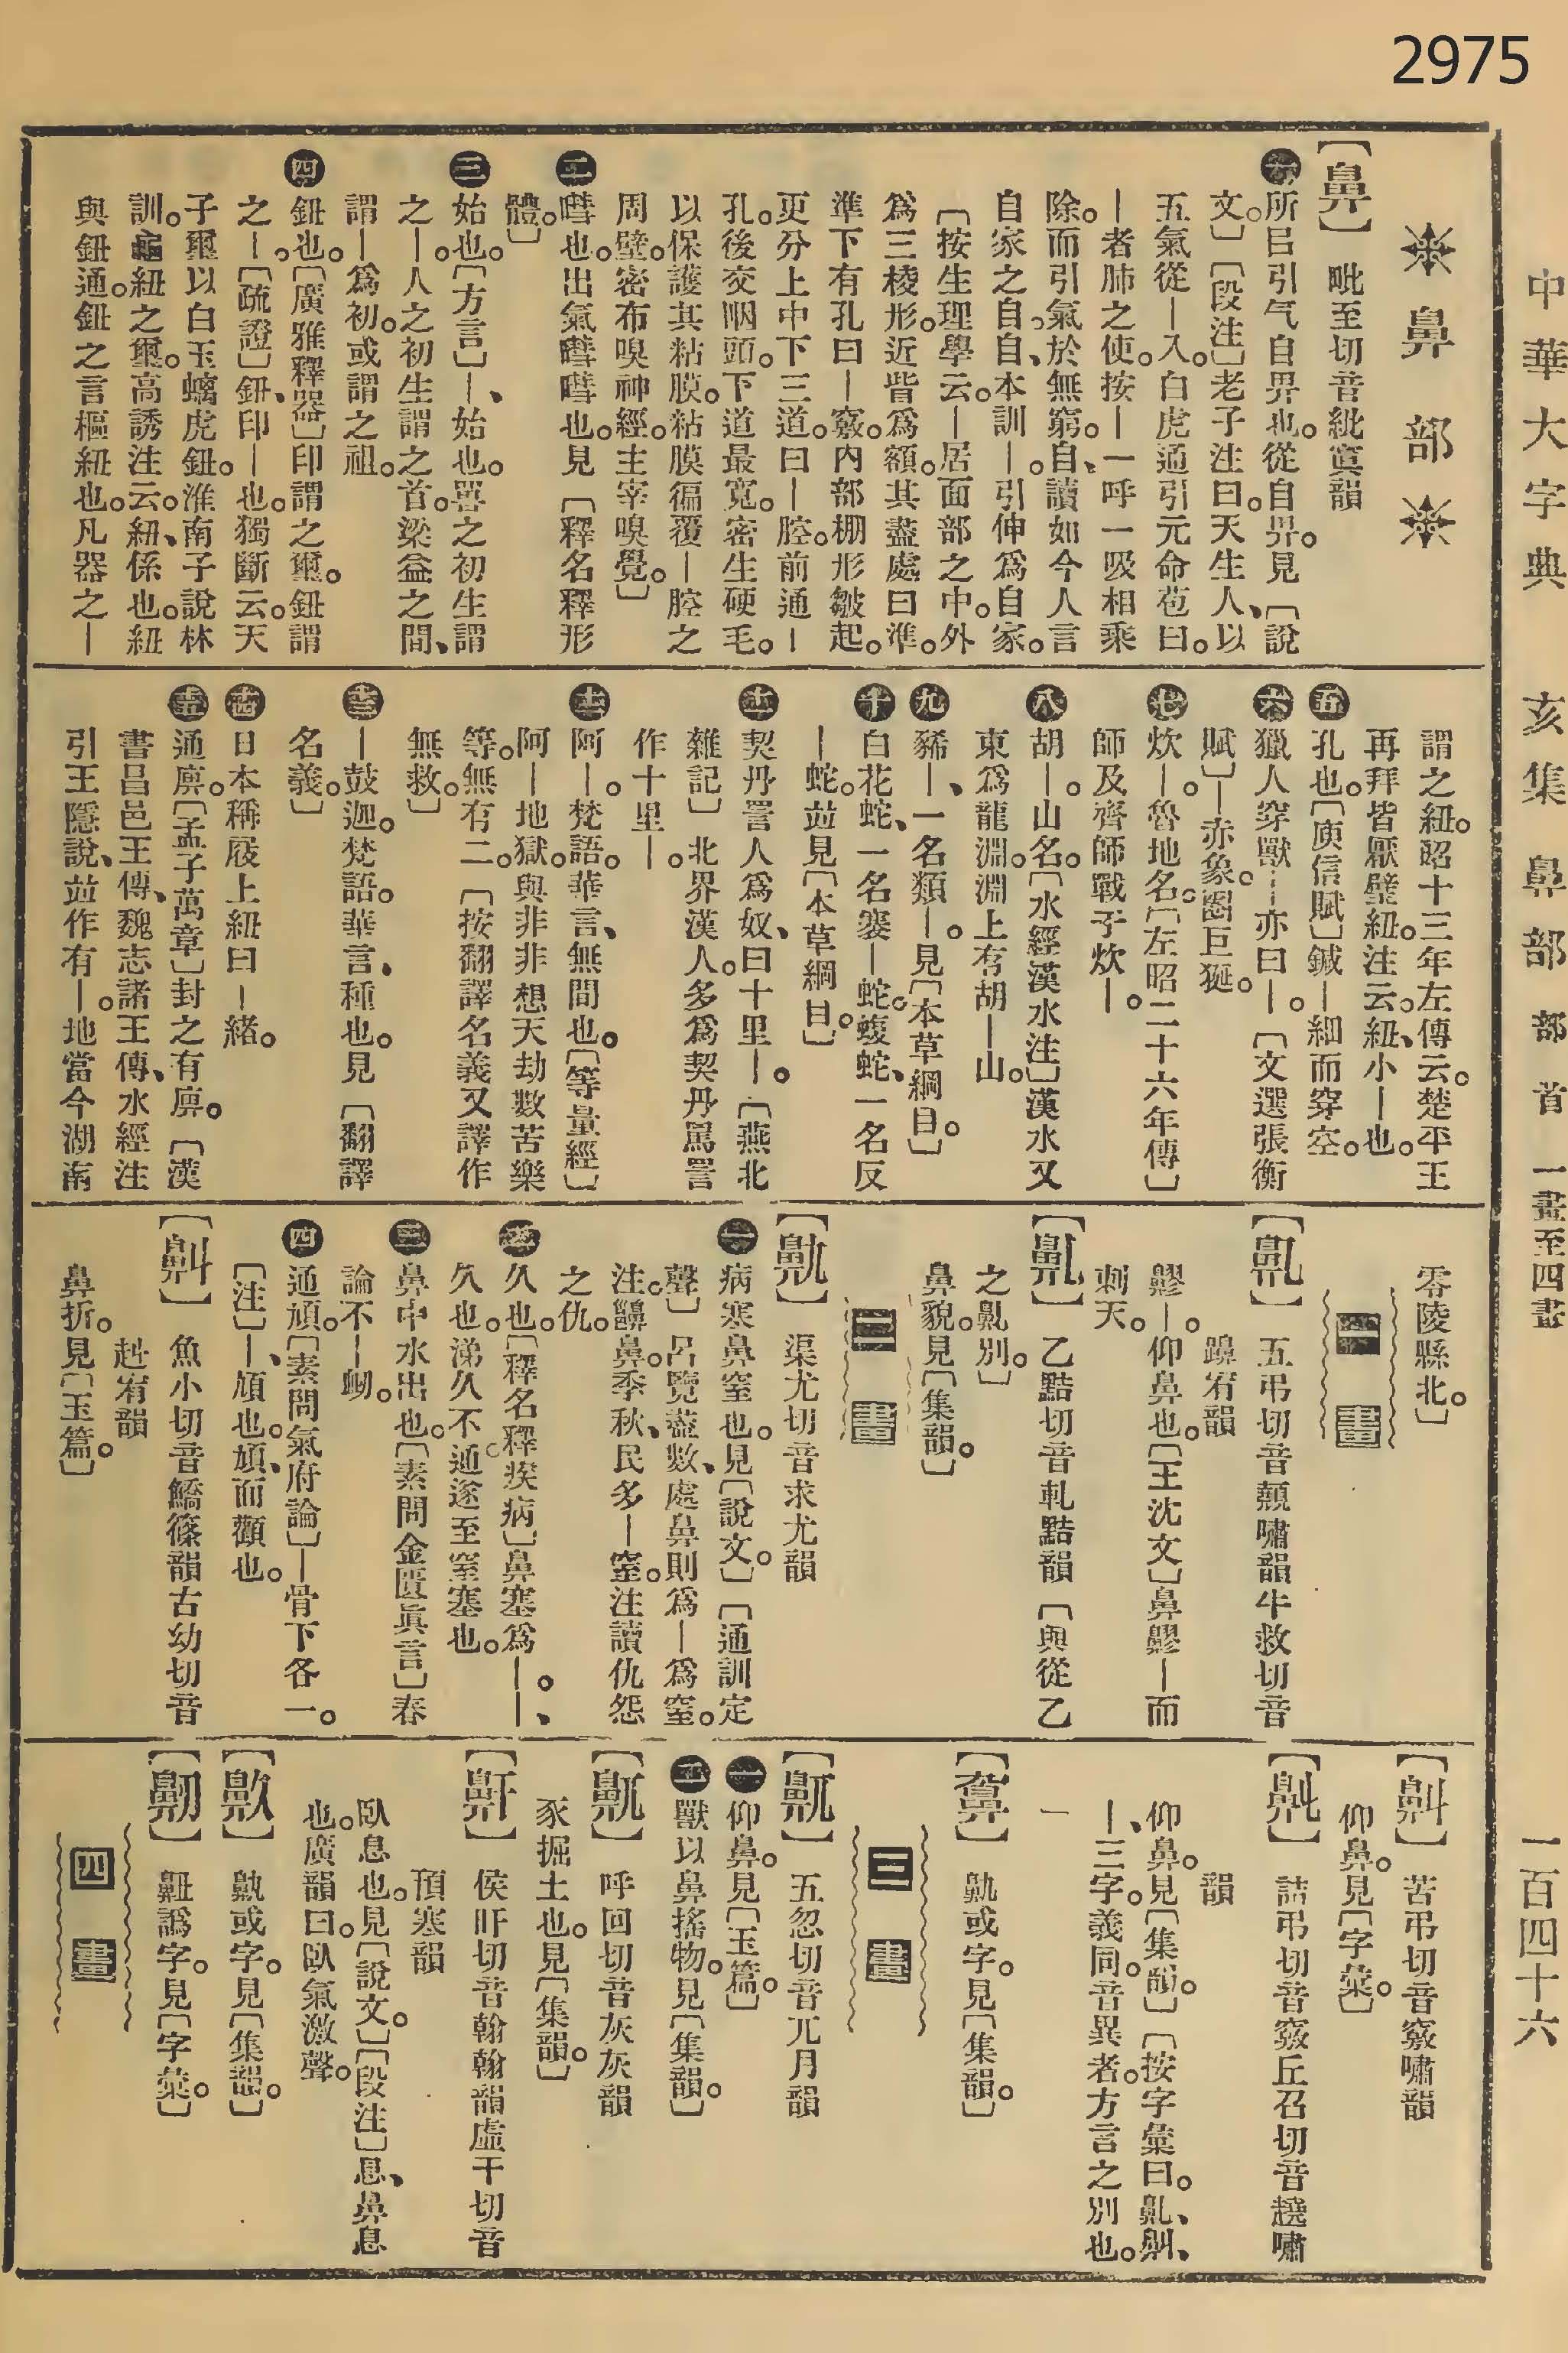 2975
中華大字典 亥集 鼻部 部首 一畫至四畫 一百四十六
鼻部
【鼻】 毗至切音紕寘韻
㊀所㠯引气自畀也。從自畀。見〔說
文。〕〔段注〕老子注曰。天生人、以
五氣從—入。白虎通引元命苞曰。
—者肺之使。按—一呼一吸相乘
除。而引氣於無窮。自、讀如今人言
自家之自。自、本訓—。引伸爲自家。
〔按生理學云。—居面部之中。外
爲三棱形。近眥爲額。其盡處曰準。
準下有孔曰—竅。內部棚形皺起。
更分上中下三道。曰—腔。前通—
孔。後交咽頭。下道最寬。密生硬毛。
以保護其粘膜。粘膜徧覆—腔之
周壁。密布嗅神經。主宰嗅覺。〕
㊁嘒也。出氣嘒嘒也。見〔釋名釋形
體。〕
㊂始也。〔方言〕—、始也。嘼之初生謂
之—。人之初生謂之首。梁益之間、
謂—爲初。或謂之祖。
㊃鈕也。〔廣雅釋器〕印謂之璽。鈕謂
之—。〔疏證〕鈕、印—也。獨斷云。天
子璽以白玉螭虎鈕。淮南子說林
訓。龜紐之璽。高誘注云。紐、係也。紐
與鈕通。鈕之言樞紐也。凡器之—
謂之紐。昭十三年左傳云。楚平王
再拜皆厭璧紐。注云。紐、小—也。
㊄孔也。〔庾信賦〕鍼—細而穿空。
㊅獵人穿獸—亦曰—。〔文選張衡
賦〕—赤象。圈巨狿。
㊆炊—。魯地名。〔左昭二十六年傳〕
師及齊師戰于炊—。
㊇胡—。山名。〔水經漢水注〕漢水又
東爲龍淵。淵上有胡—山。
㊈豨—、一名類—。見〔本草綱目。〕
㊉白花蛇、一名褰—蛇。蝮蛇、一名反
—蛇。竝見〔本草綱目。〕
⑪契丹詈人爲奴、曰十里—。〔燕北
雜記〕北界漢人。多爲契丹罵詈
作十里—。
⑫阿—。梵語。華言、無間也。〔等量經〕
阿—地獄。與非非想天劫數苦樂
等。無有二。〔按翻譯名義又譯作
無救。〕
⑬—鼓迦。梵語。華言、種也。見〔翻譯
名義。〕
⑭日本稱屐上紐曰—緒。
⑮通庳。〔孟子萬章〕封之有庳。〔漢
書昌邑王傳、魏志諸王傳、水經注
引王隱說、竝作有—。地當今湖南
零陵縣北。〕
二畫
【鼽】 五弔切音顤嘯韻牛救切音
䠗宥韻
䫜—。仰鼻也。〔王沈文〕鼻䫜—而
刺天。
【鼿】 乙黠切音軋黠韻〔與從乙
之鼽別。〕
鼻貌。見〔集韻。〕
二畫
【鼽】 渠尤切音求尤韻
㊀病寒鼻窒也。見〔說文。〕〔通訓定
聲〕呂覽盡數、處鼻則爲—爲窒。
注。齆鼻。季秋、民多—窒。注讀仇怨
之仇。
㊁久也。〔釋名釋疾病〕鼻塞爲—。—、
久也。涕久不通遂至窒塞也。
㊂鼻中水出也。〔素問金匱眞言〕春
論不—衂。
㊃通頄。〔素問氣府論〕—骨下各一。
〔注〕—、頄也。頄、面顴也。
【䶌】 魚小切音鱎篠韻古幼切音
赳宥韻
鼻折。見〔玉篇。〕
【䶌】 苦弔切音竅嘯韻
仰鼻。見〔字彙。〕
詰弔切音竅丘召切音趬嘯
韻
仰鼻。見〔集韻。〕〔按字彙曰。
—、三字。義同。音異者。方言之別也。
鼽或字。見〔集韻。〕
三畫
【鼿】 五忽切音兀月韻
㊀仰鼻。見〔玉篇。〕
㊁獸以鼻搖物。見〔集韻。〕
呼回切音灰灰韻
豕掘土也。見〔集韻。〕
【鼾】 侯旰切音翰翰韻虛干切音
預寒韻
臥息也。見〔說文。〕〔段注〕息、鼻息
也。廣韻曰。臥氣激聲。
鼽或字。見〔集韻。〕
譌字。見〔字彙。〕
四畫